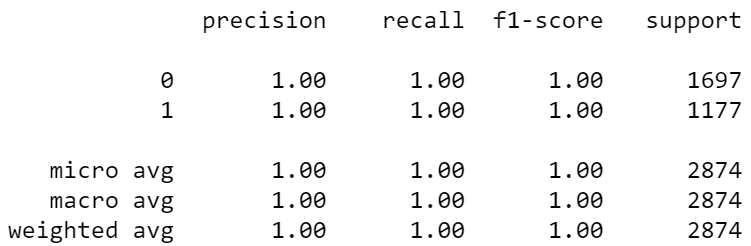 precision recall f1-score support
0 1.00 1.00 1.00 1697
1 1.00 1.00 1.00 1177
micro avg 1.00 1.00 1.00 2874
macro avg 1.00 1.00 1.00 2874
weighted avg 1.00 1.00 1.00 2874